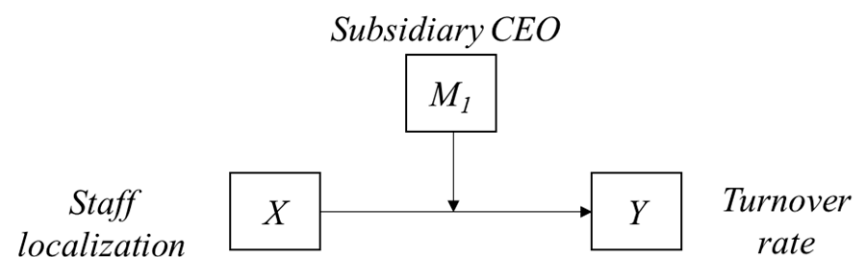 Subsidiary CEO
M1
Staff
localization
X
Y
Turnover
rate